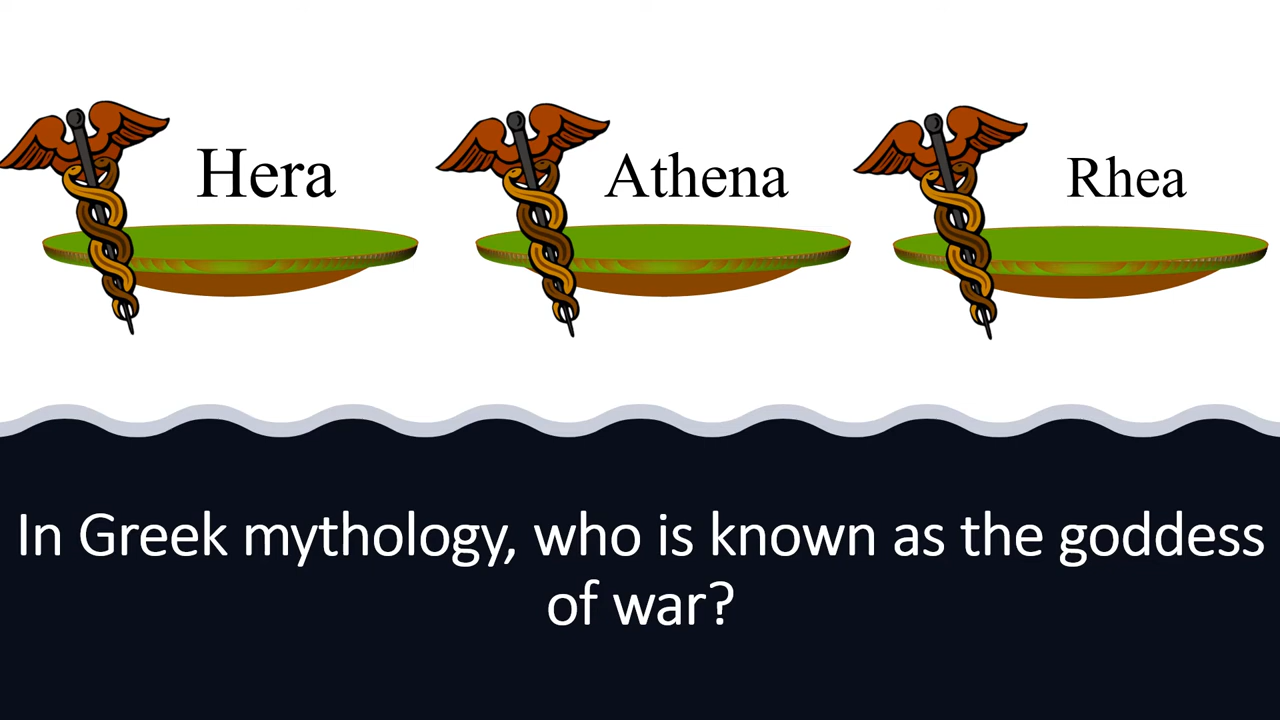 Hera
Athena
Rhea
In Greek mythology, who is known as the goddess
of war?